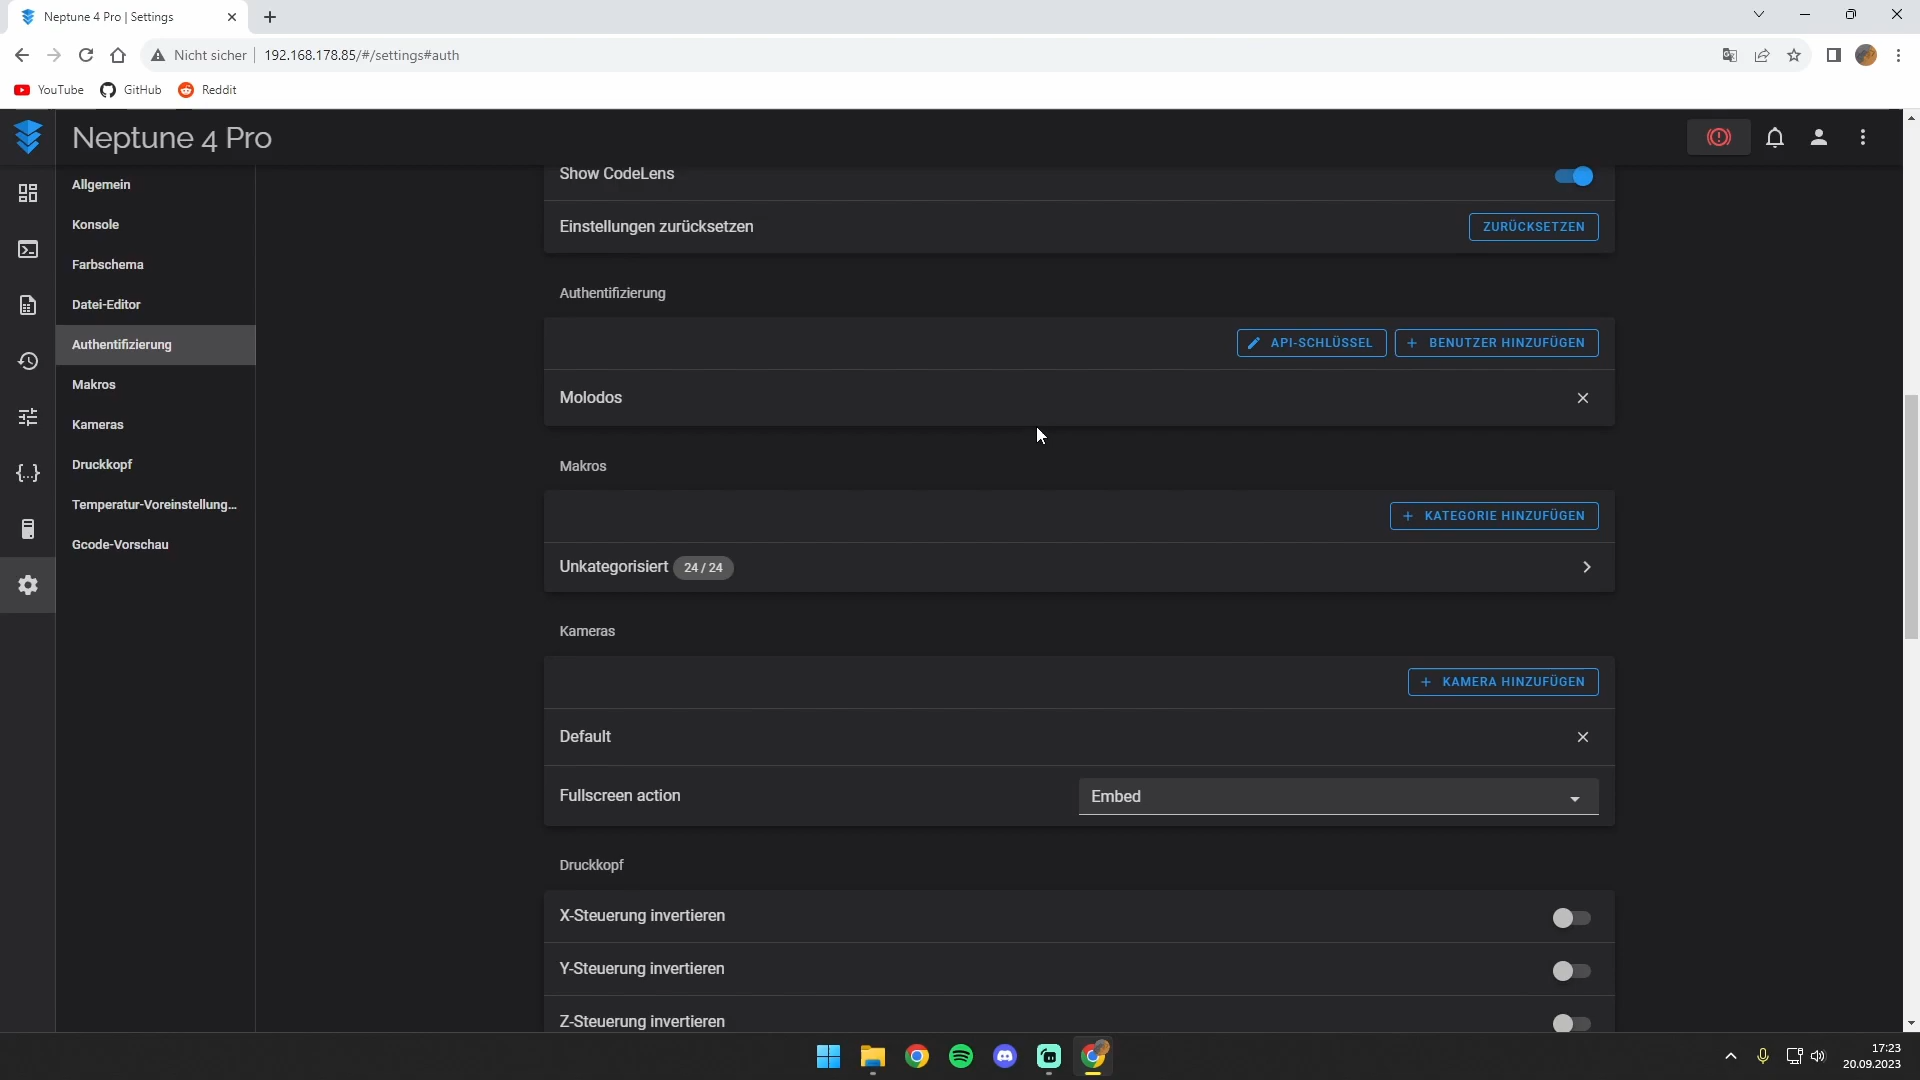 Neptune 4 Pro | Settings
Nicht sicher
192.168.178.85/#/settings#auth
YouTube
GitHub
Reddit
Neptune 4 Pro
Allgemein
Konsole
Farbschema
Datei-Editor
Authentifizierung
Makros
Kameras
Druckkopf
Temperatur-Voreinstellung...
Gcode-Vorschau
Show CodeLens
Einstellungen zurücksetzen
ZURÜCKSETZEN
Authentifizierung
API-SCHLÜSSEL
BENUTZER HINZUFÜGEN
Molodos
Makros
KATEGORIE HINZUFÜGEN
Unkategorisiert 24 / 24
Kameras
KAMERA HINZUFÜGEN
Default
Fullscreen action
Embed
Druckkopf
X-Steuerung invertieren
Y-Steuerung invertieren
Z-Steuerung invertieren
17:23
20.09.2023